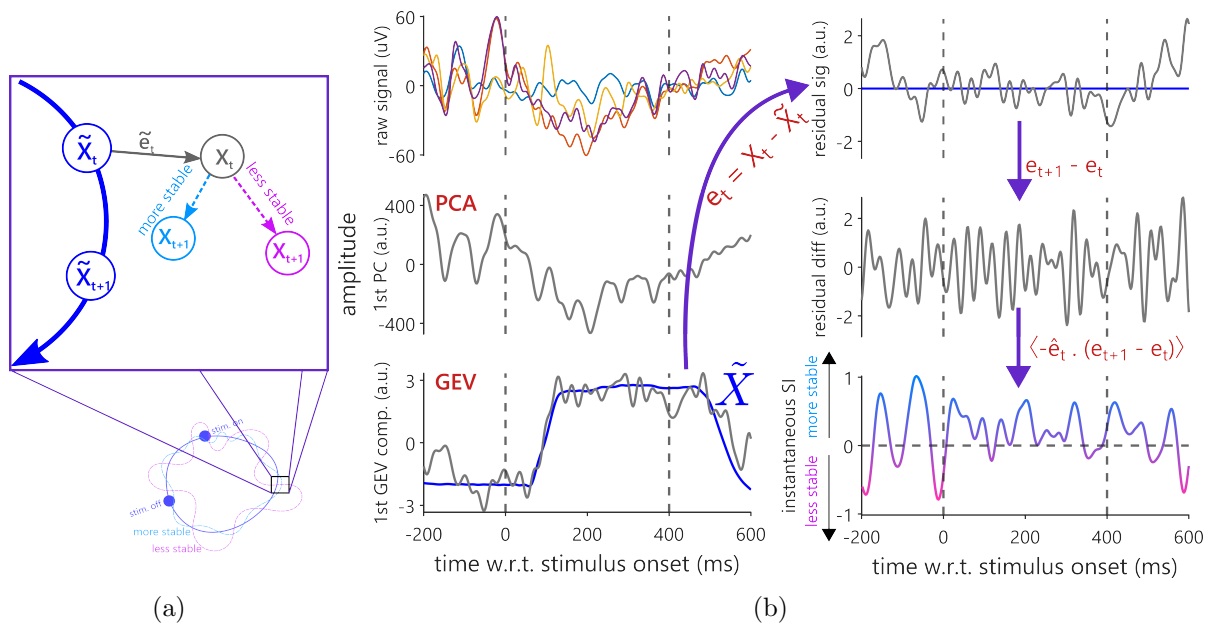 X̃ₜ
ẽₜ
Xₜ
more stable
less stable
Xₜ₊₁
Xₜ₊₁
X̃ₜ₊₁
stim. on
stim. off
more stable
less stable
(a)
amplitude
raw signal (uV)
60
0
-60
PCA
1st PC (a.u.)
400
0
-400
GEV
1st GEV comp. (a.u.)
3
0
-3
X̃
-200 0 200 400 600
time w.r.t. stimulus onset (ms)
eₜ = Xₜ - X̃ₜ
residual sig (a.u.)
2
0
-2
eₜ₊₁ - eₜ
residual diff (a.u.)
2
0
-2
⟨-êₜ . (eₜ₊₁ - eₜ)⟩
instantaneous SI
less stable more stable
1
0
-1
-200 0 200 400 600
time w.r.t. stimulus onset (ms)
(b)